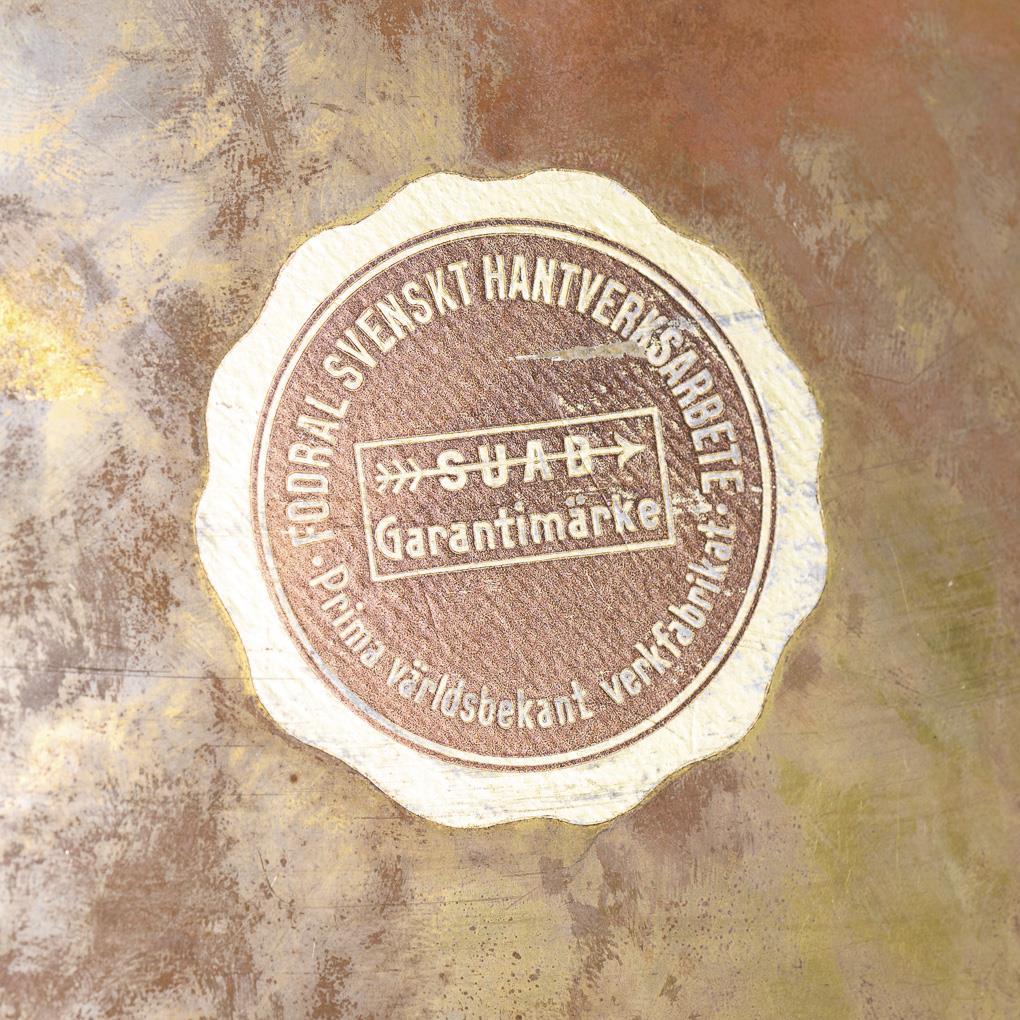 FODRAL SVENSKT HANTVERKSARBETE
SUAB
Garantimärke
Prima världsbekant verkfabrikat